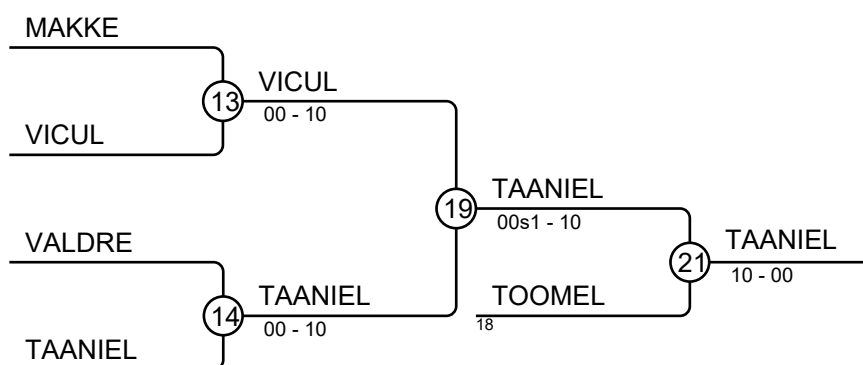 MAKKE
13
VICUL
00 - 10
VICUL
19
TAANIEL
00s1 - 10
VALDRE
21
TAANIEL
10 - 00
14
TAANIEL
00 - 10
TOOMEL
18
TAANIEL